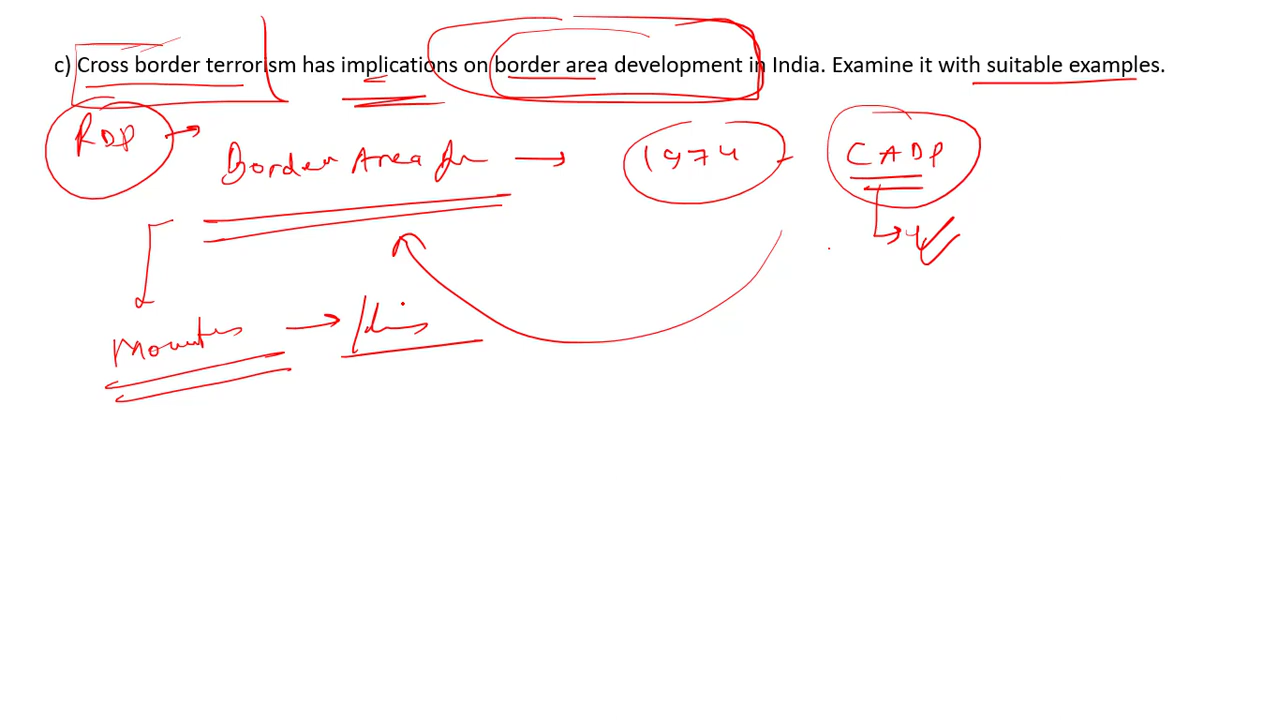 c) Cross border terrorism has implications on border area development in India. Examine it with suitable examples.
RDP
Border Area
1974 - CADP